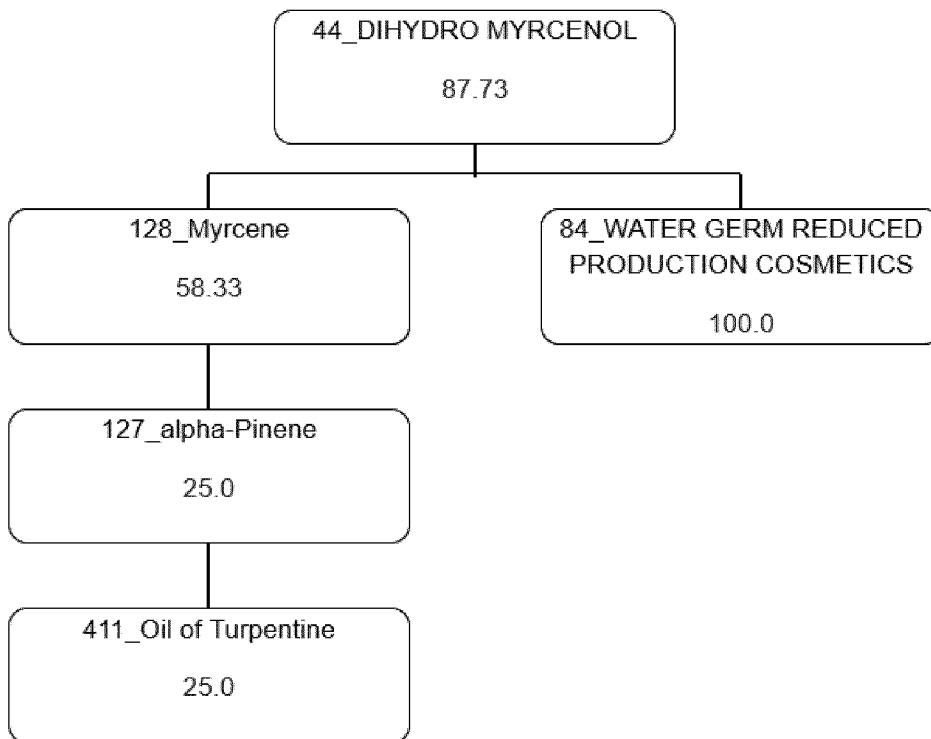 44_DIHYDRO MYRCENOL
87.73
128_Myrcene
58.33
84_WATER GERM REDUCED
PRODUCTION COSMETICS
100.0
127_alpha-Pinene
25.0
411_Oil of Turpentine
25.0